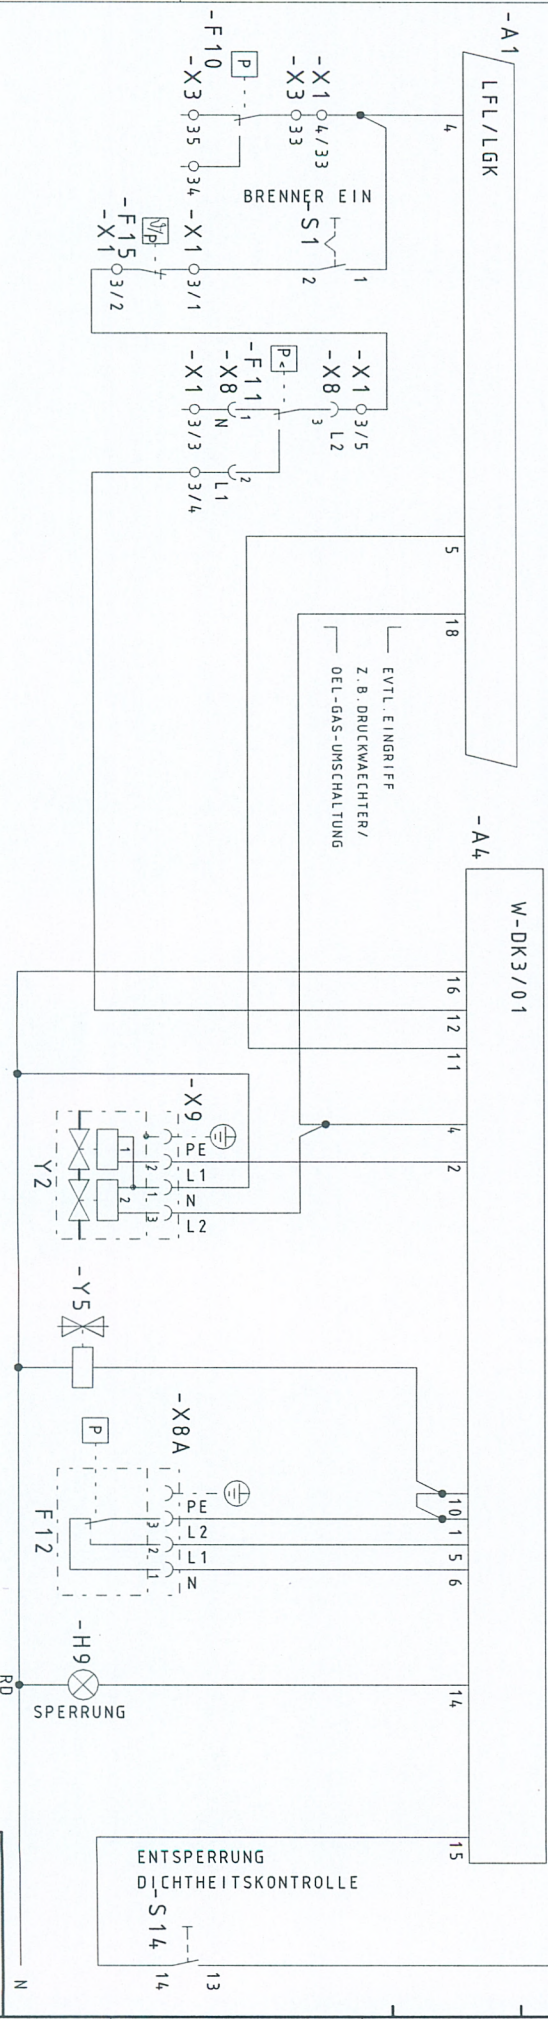 -A1
LFL/LGK
4
-X1
4/33
-X3
33
-F10
P
-X3
35
34
BRENNER EIN
-S1
1
2
-X1
3/1
-F15
ϑ/P
-X1
3/2
-X1
3/5
-X8
L2
3
P<
-F11
-X8
1
N
2
L1
-X1
3/3
3/4
5
18
EVTL.EINGRIFF
Z.B.DRUCKWAECHTER/
OEL-GAS-UMSCHALTUNG
-A4
W-DK3/01
16
12
11
4
2
-X9
PE
L1
N
L2
2
1
3
1
2
Y2
-Y5
10
1
5
6
-X8A
PE
L2
L1
N
3
2
1
P
F12
14
-H9
SPERRUNG
RD
15
ENTSPERRUNG
DICHTHEITSKONTROLLE
-S14
13
14
N